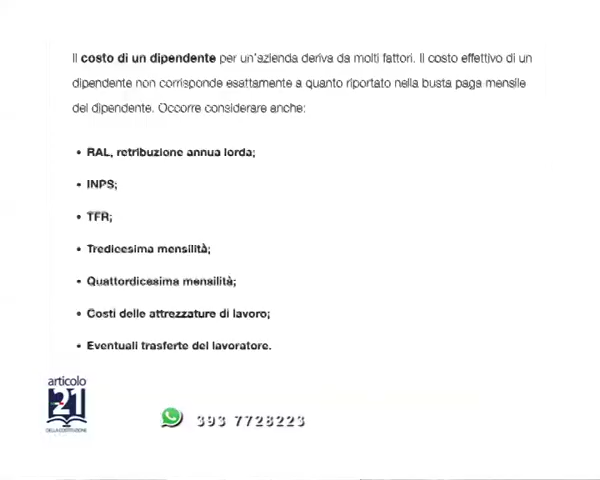 Il costo di un dipendente per un'azienda deriva da molti fattori. Il costo effettivo di un
dipendente non corrisponde esattamente a quanto riportato nella busta paga mensile
del dipendente. Occorre considerare anche:
• RAL, retribuzione annua lorda;
• INPS;
• TFR;
• Tredicesima mensilità;
• Quattordicesima mensilità;
• Costi delle attrezzature di lavoro;
• Eventuali trasferte del lavoratore.
articolo
21
DELLA COSTITUZIONE
393 7728223